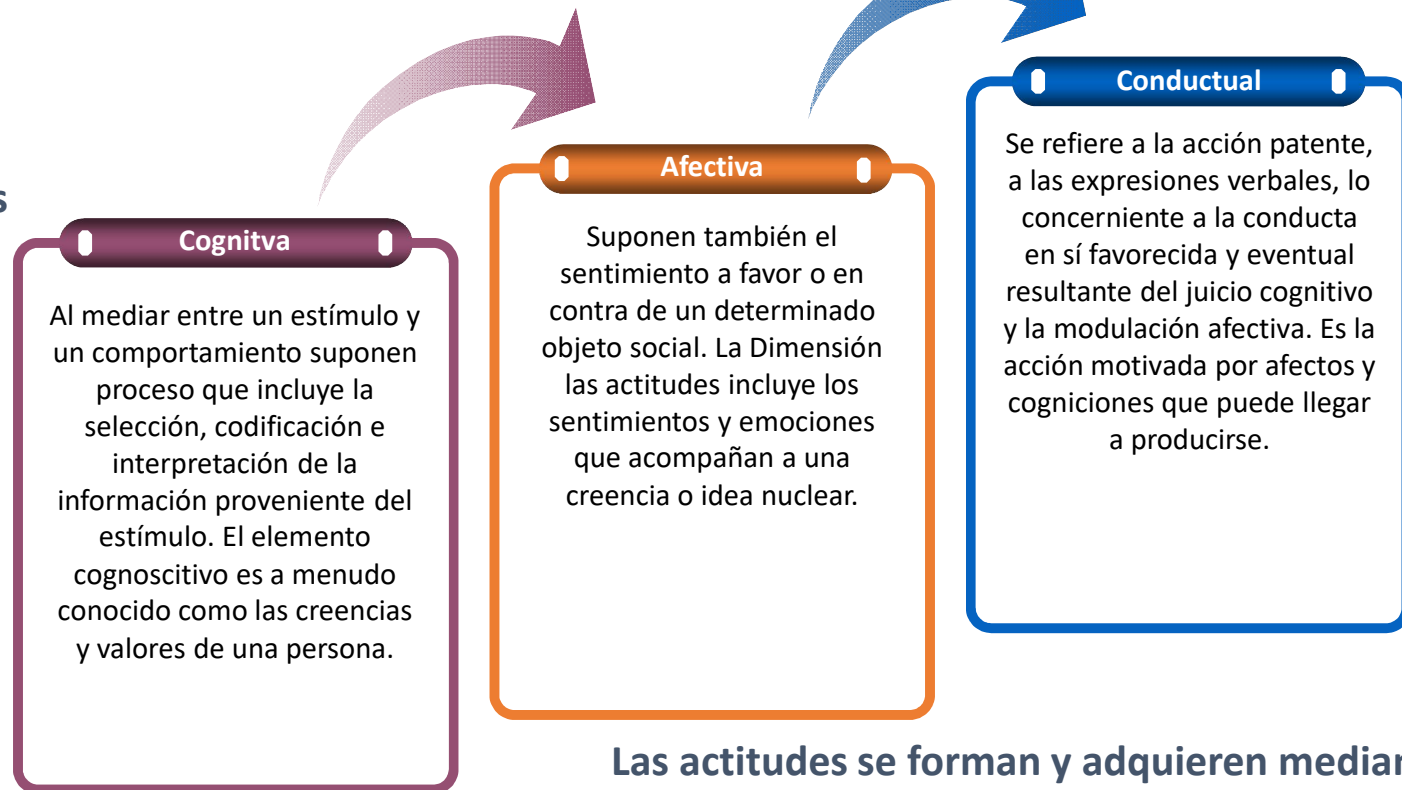 s
Cognitva
Al mediar entre un estímulo y
un comportamiento suponen
proceso que incluye la
selección, codificación e
interpretación de la
información proveniente del
estímulo. El elemento
cognoscitivo es a menudo
conocido como las creencias
y valores de una persona.
Afectiva
Suponen también el
sentimiento a favor o en
contra de un determinado
objeto social. La Dimensión
las actitudes incluye los
sentimientos y emociones
que acompañan a una
creencia o idea nuclear.
Conductual
Se refiere a la acción patente,
a las expresiones verbales, lo
concerniente a la conducta
en sí favorecida y eventual
resultante del juicio cognitivo
y la modulación afectiva. Es la
acción motivada por afectos y
cogniciones que puede llegar
a producirse.
Las actitudes se forman y adquieren median